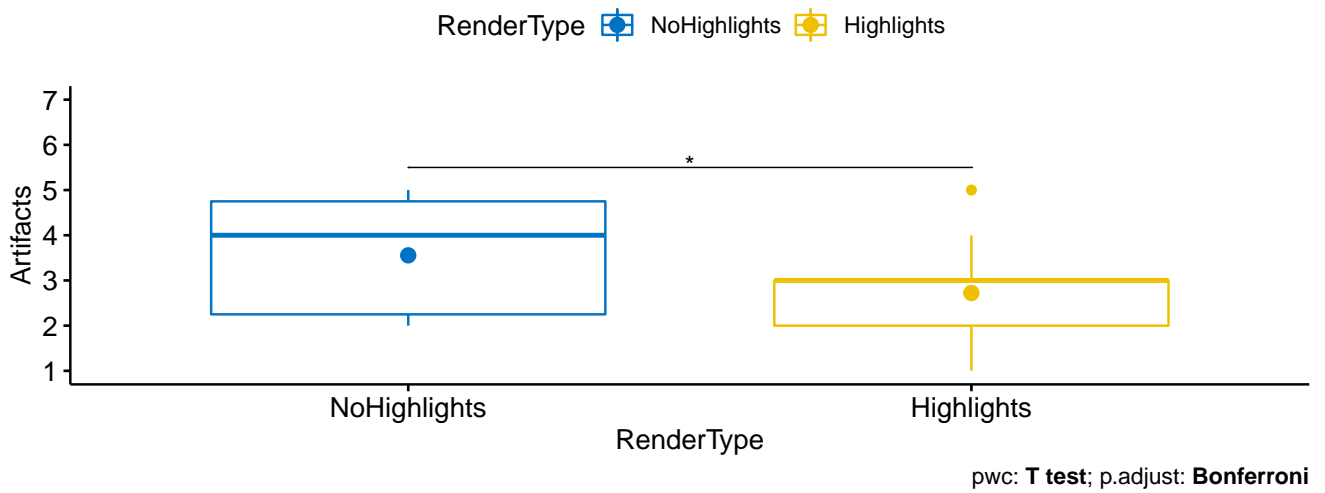 RenderType NoHighlights Highlights
7
6
5
4
3
2
1
Artifacts
*
NoHighlights Highlights
RenderType
pwc: T test; p.adjust: Bonferroni